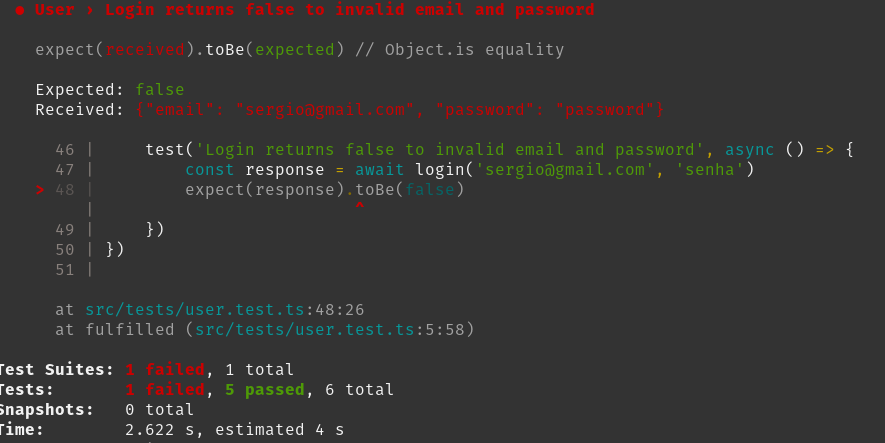 ● User › Login returns false to invalid email and password
expect(received).toBe(expected) // Object.is equality
Expected: false
Received: {"email": "sergio@gmail.com", "password": "password"}
46 |     test('Login returns false to invalid email and password', async () => {
47 |         const response = await login('sergio@gmail.com', 'senha')
> 48 |         expect(response).toBe(false)
|                          ^
49 |     })
50 | })
51 |
at src/tests/user.test.ts:48:26
at fulfilled (src/tests/user.test.ts:5:58)
Test Suites: 1 failed, 1 total
Tests:       1 failed, 5 passed, 6 total
Snapshots:   0 total
Time:        2.622 s, estimated 4 s